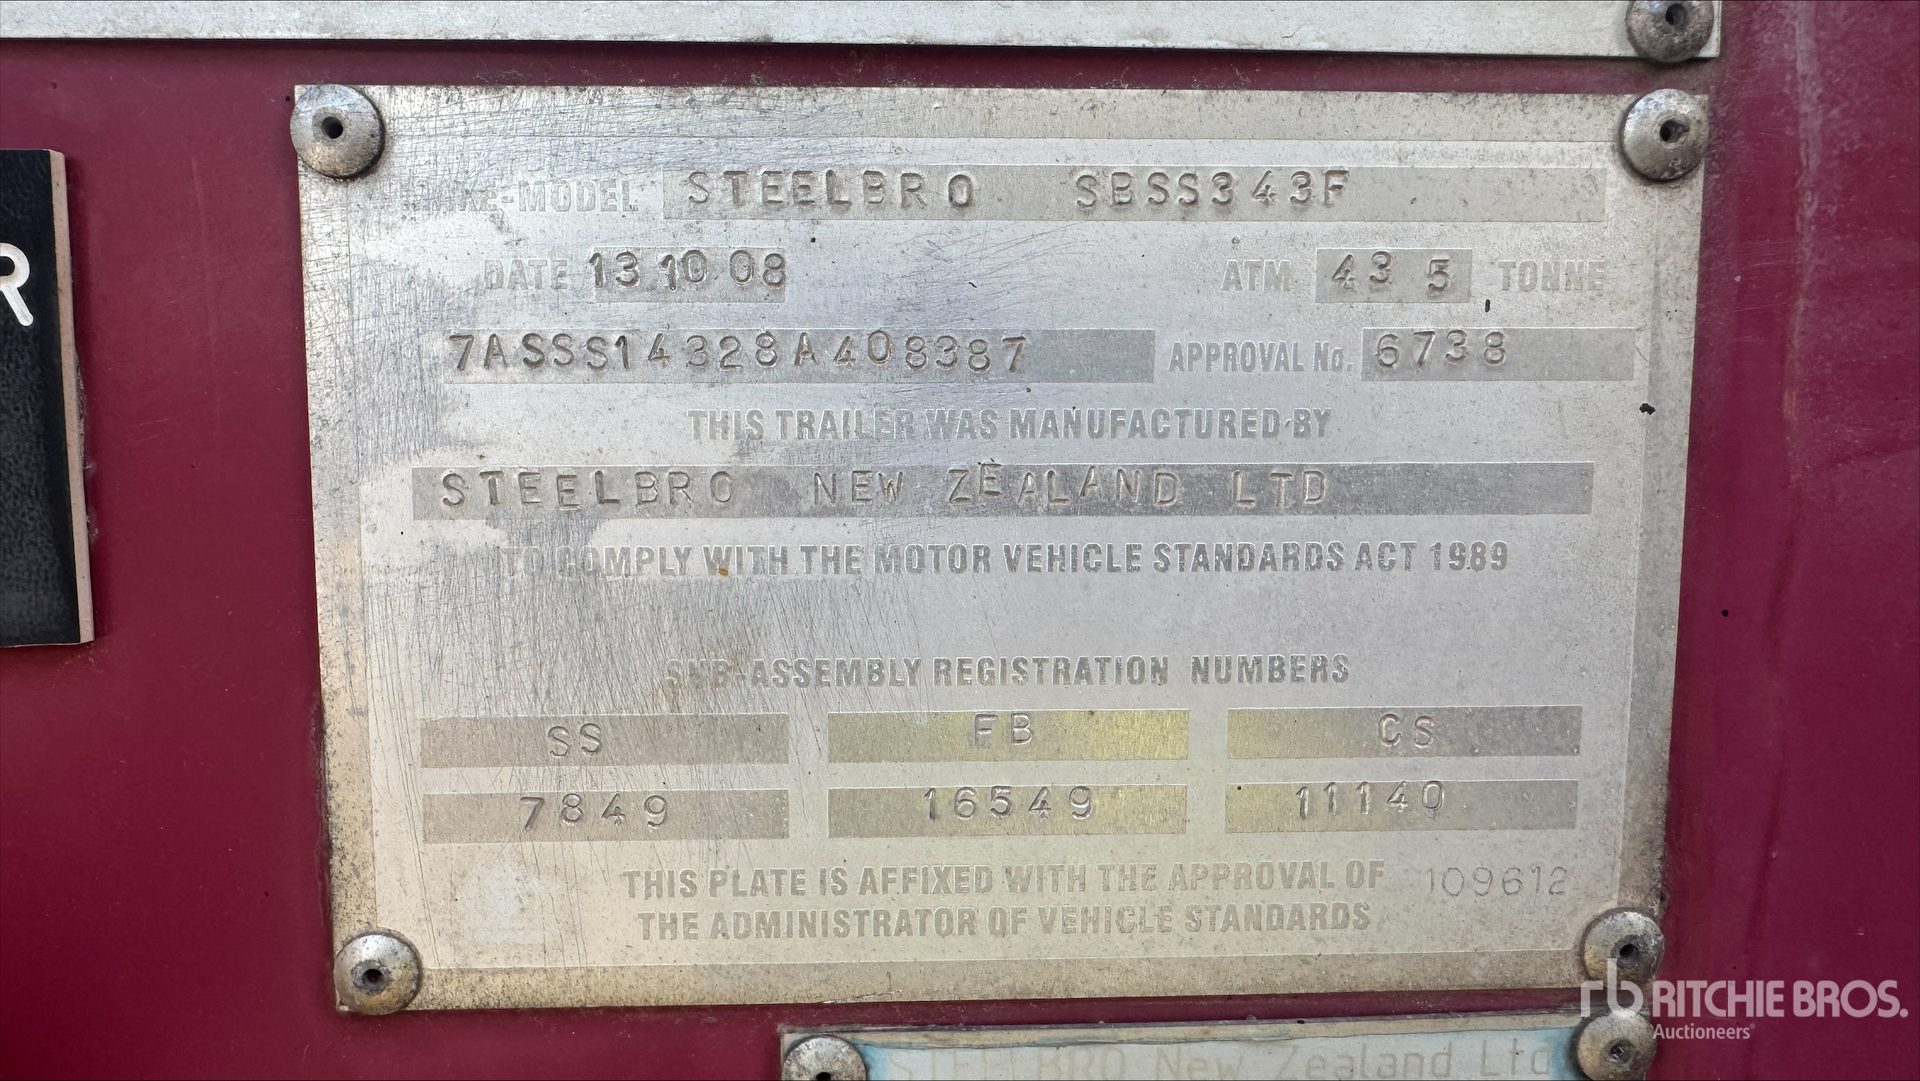 R
STEELBRO SBSS343F
DATE 13 10 08 ATM 43 5 TONNE
7ASSS14328A408387 APPROVAL No. 6738
THIS TRAILER WAS MANUFACTURED BY
STEELBRO NEW ZEALAND LTD
TO COMPLY WITH THE MOTOR VEHICLE STANDARDS ACT 1989
SUB-ASSEMBLY REGISTRATION NUMBERS
SS FB CS
7849 16549 11140
THIS PLATE IS AFFIXED WITH THE APPROVAL OF 109612
THE ADMINISTRATOR OF VEHICLE STANDARDS
rb RITCHIE BROS.
Auctioneers
STEELBRO New Zealand Ltd